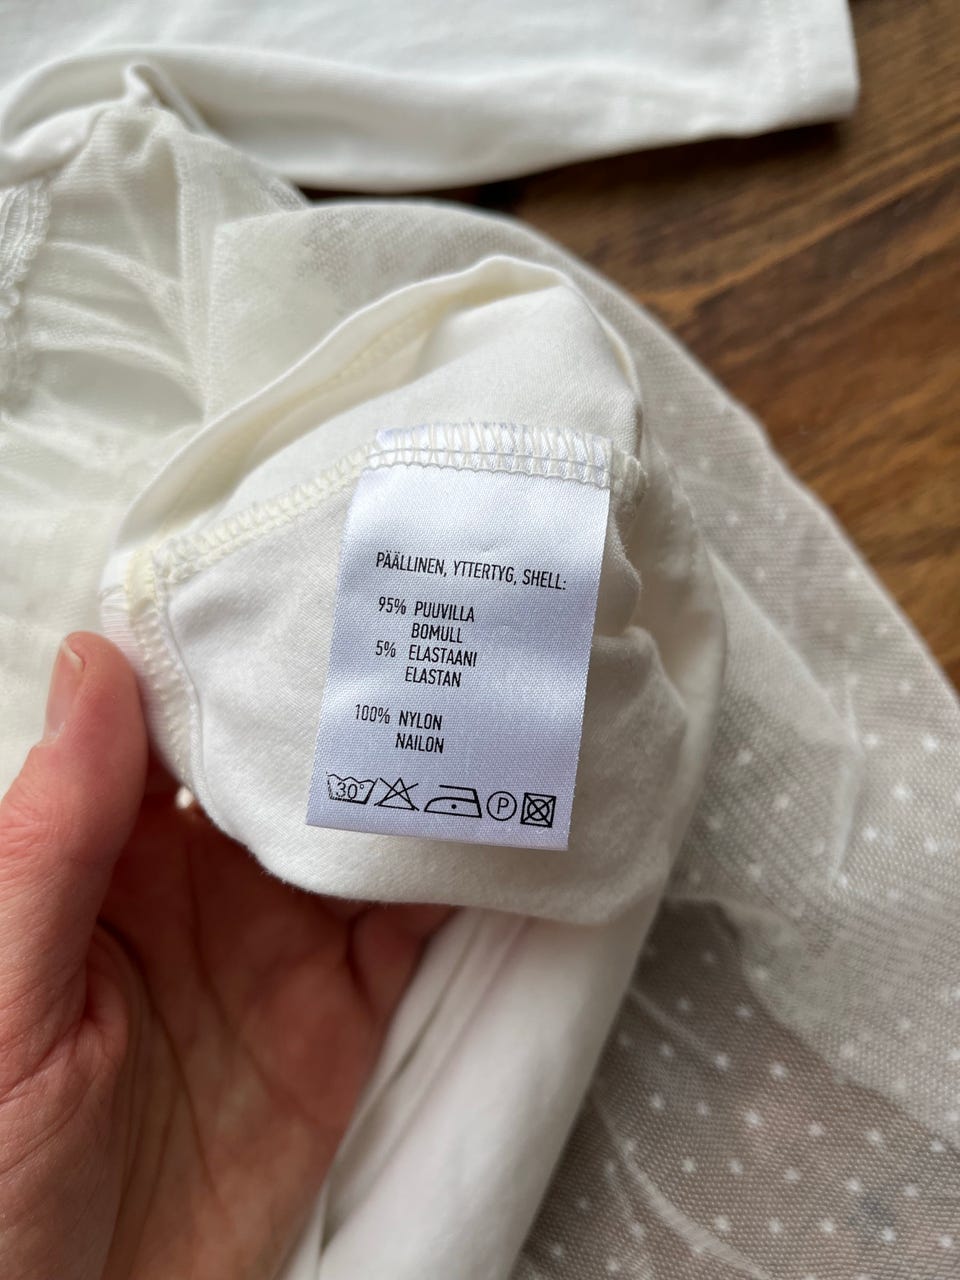 PÄÄLLINEN, YTTERTYG, SHELL:
95% PUUVILLA
BOMULL
5% ELASTAANI
ELASTAN
100% NYLON
NAILON
30° P